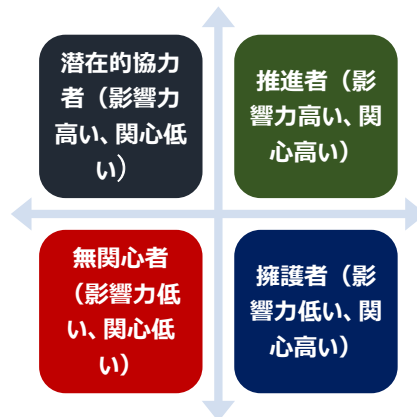 潜在的協力
者（影響力
高い、関心低
い）
推進者（影
響力高い、関
心高い）
無関心者
（影響力低
い、関心低
い）
擁護者（影
響力低い、関
心高い）